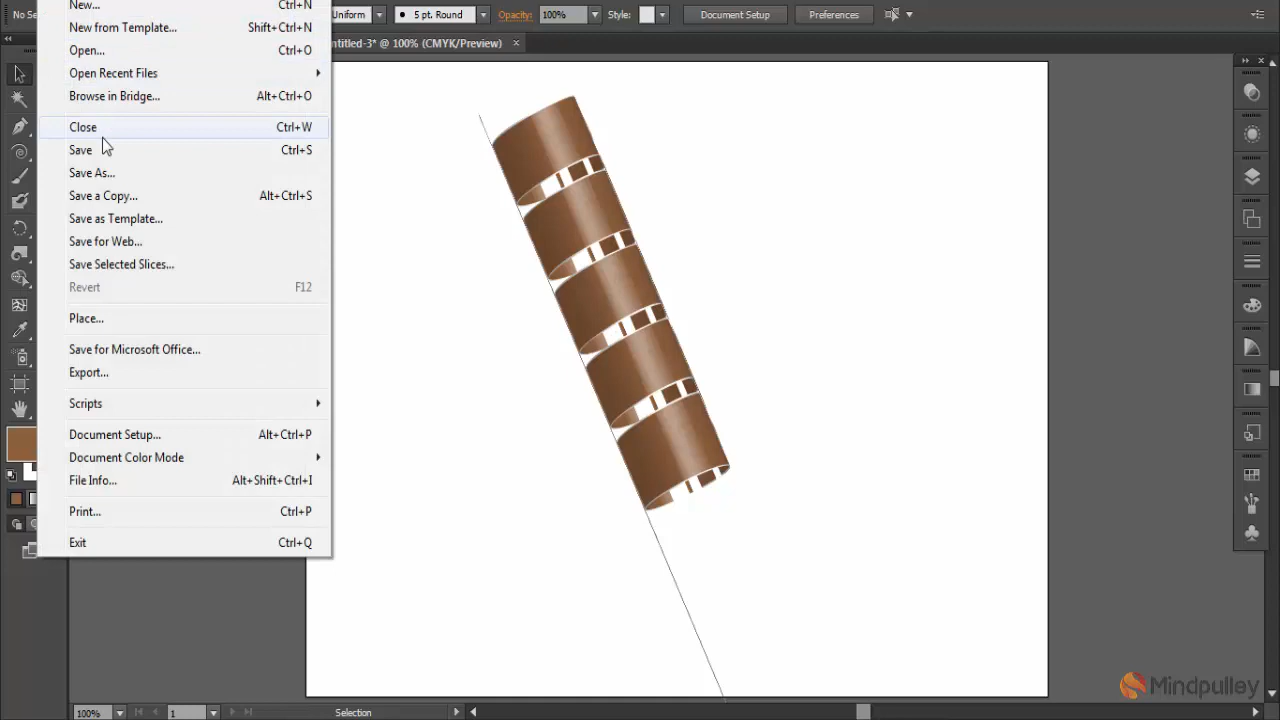 No Se
Uniform
5 pt. Round
Opacity:
100%
Style:
Document Setup
Preferences
ntitled-3* @ 100% (CMYK/Preview)
New...
Ctrl+N
New from Template...
Shift+Ctrl+N
Open...
Ctrl+O
Open Recent Files
Browse in Bridge...
Alt+Ctrl+O
Close
Ctrl+W
Save
Ctrl+S
Save As...
Save a Copy...
Alt+Ctrl+S
Save as Template...
Save for Web...
Save Selected Slices...
Revert
F12
Place...
Save for Microsoft Office...
Export...
Scripts
Document Setup...
Alt+Ctrl+P
Document Color Mode
File Info...
Alt+Shift+Ctrl+I
Print...
Ctrl+P
Exit
Ctrl+Q
Mindpulley
100%
1
Selection